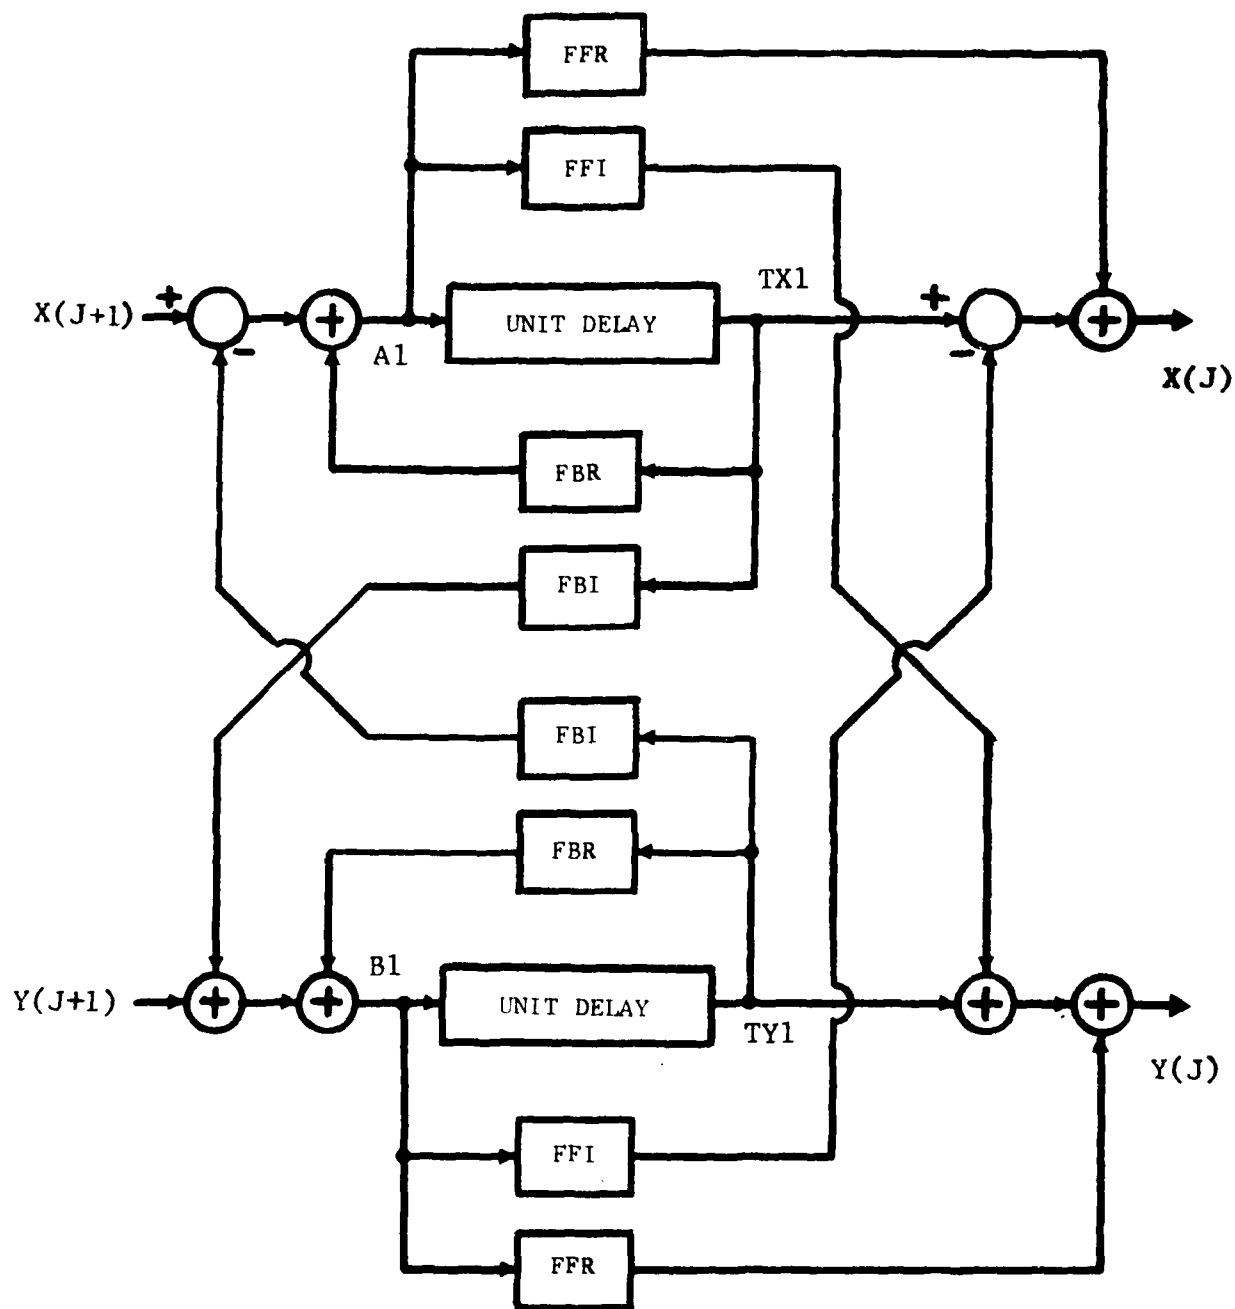 FFR
FFI
TX1
X(J+1)
+
-
+
A1
UNIT DELAY
+
-
+
X(J)
FBR
FBI
FBI
FBR
B1
Y(J+1)
+
+
UNIT DELAY
TY1
+
+
Y(J)
FFI
FFR